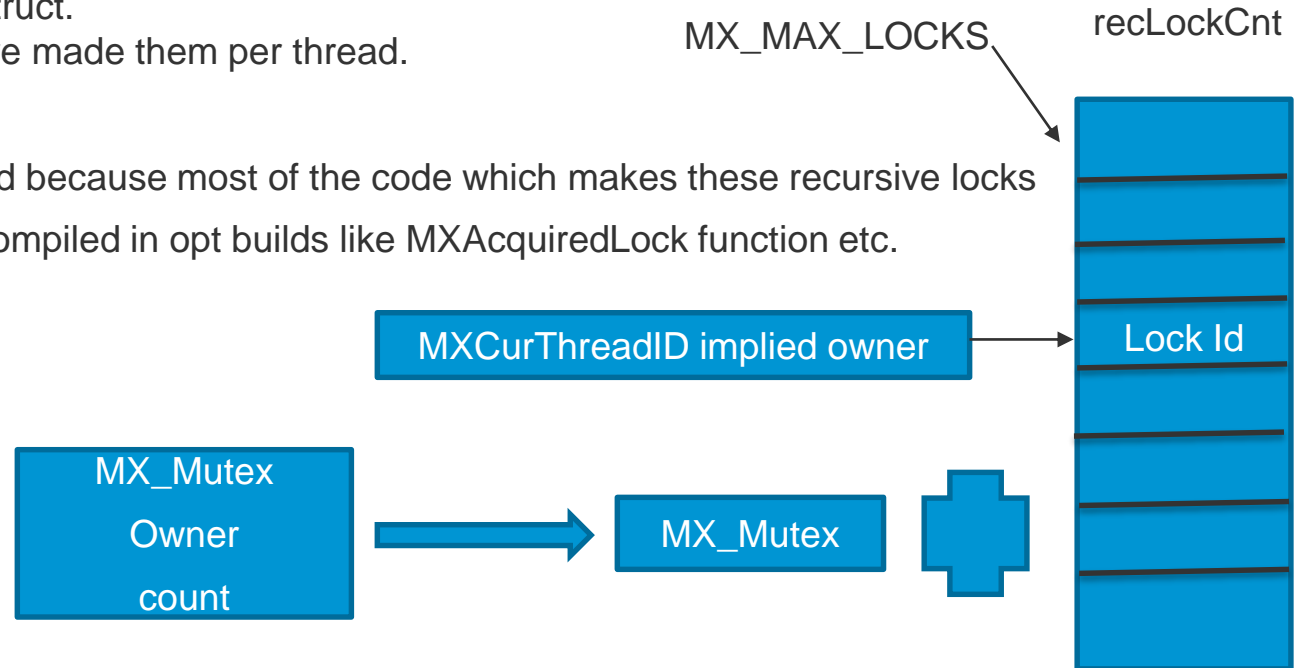 truct.
e made them per thread.
MX_MAX_LOCKS
recLockCnt
d because most of the code which makes these recursive locks
ompiled in opt builds like MXAcquiredLock function etc.
MXCurThreadID implied owner
Lock Id
MX_Mutex
Owner
count
MX_Mutex